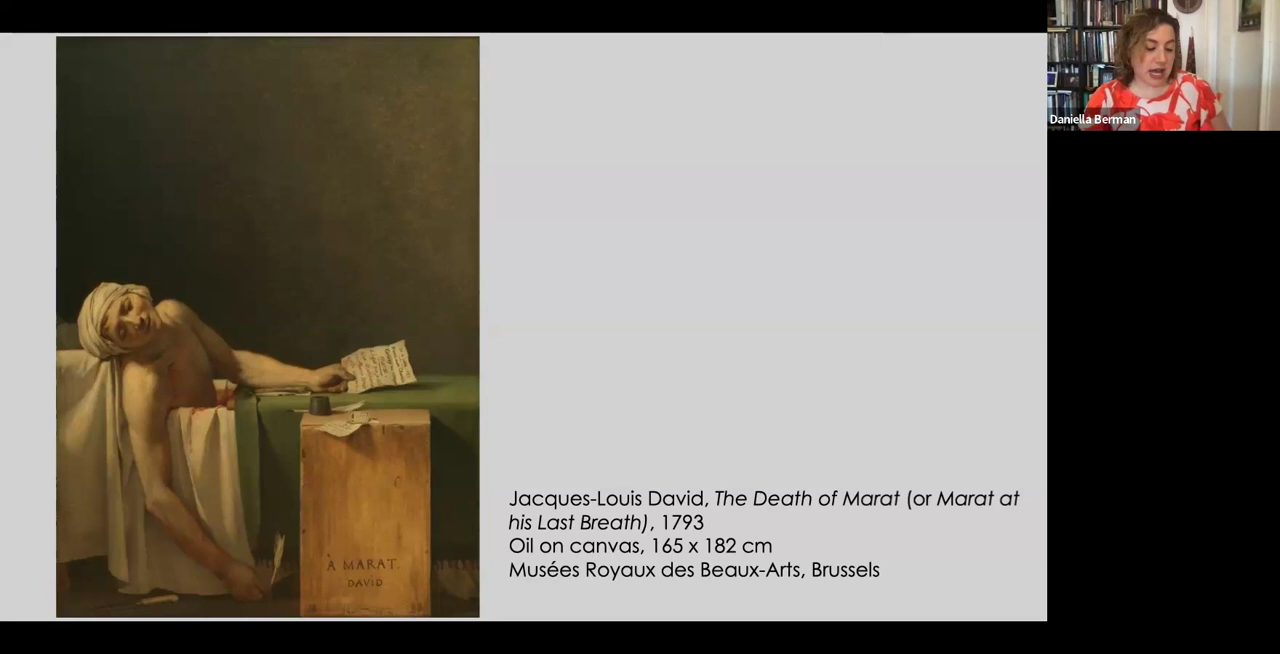 Daniella Berman
À MARAT.
DAVID
Jacques-Louis David, The Death of Marat (or Marat at
his Last Breath), 1793
Oil on canvas, 165 x 182 cm
Musées Royaux des Beaux-Arts, Brussels